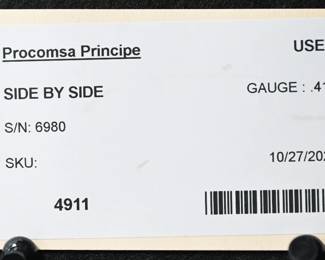 Procomsa Principe USE
SIDE BY SIDE GAUGE : .41
S/N: 6980
SKU: 10/27/202
4911